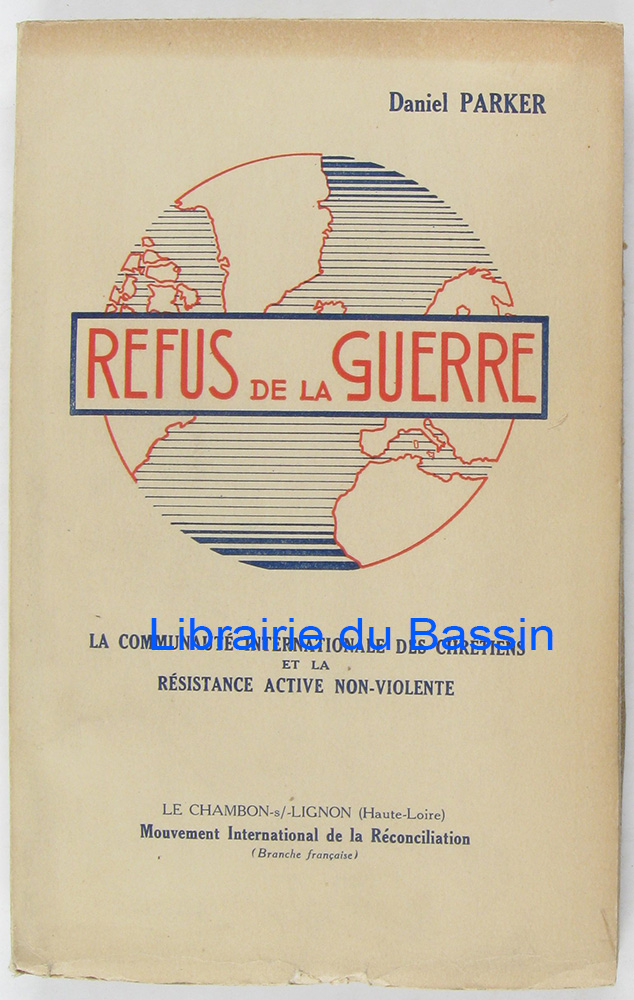 Daniel PARKER
REFUS DE LA GUERRE
LA COMMUNAUTÉ INTERNATIONALE DES CHRÉTIENS
Librairie du Bassin
ET LA
RÉSISTANCE ACTIVE NON-VIOLENTE
LE CHAMBON-s/-LIGNON (Haute-Loire)
Mouvement International de la Réconciliation
(Branche française)